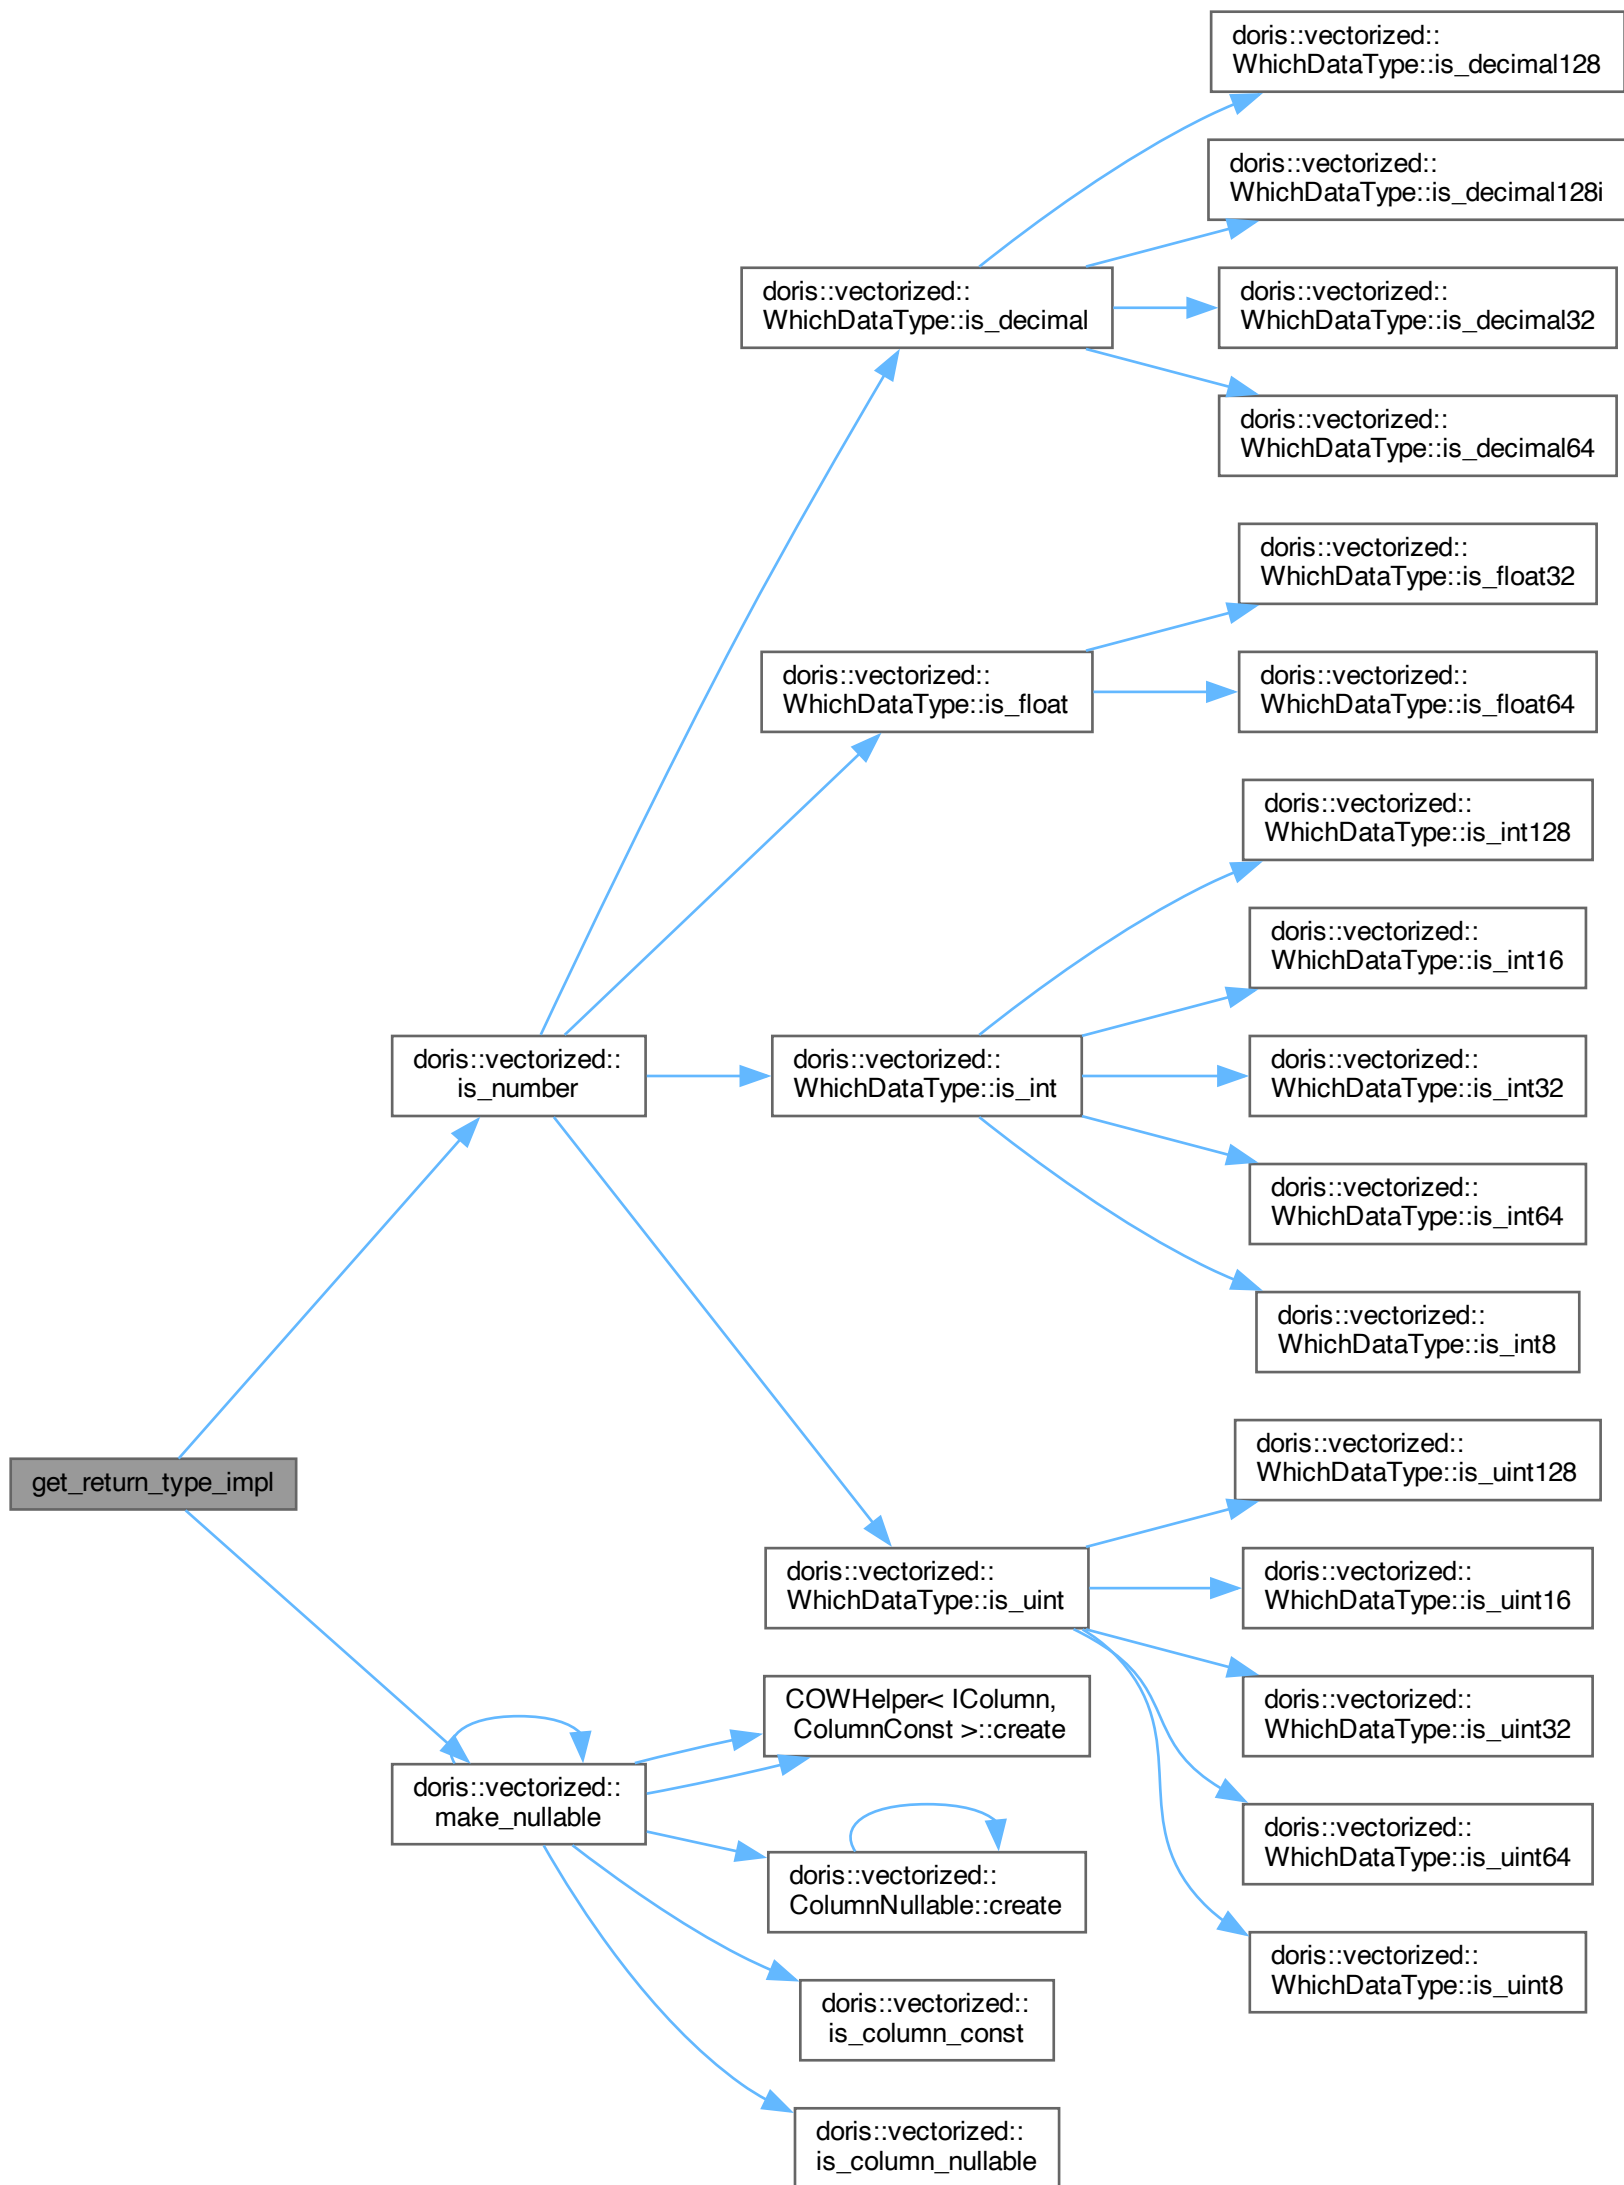 doris::vectorized::
WhichDataType::is_decimal128
doris::vectorized::
WhichDataType::is_decimal128i
doris::vectorized::
WhichDataType::is_decimal
doris::vectorized::
WhichDataType::is_decimal32
doris::vectorized::
WhichDataType::is_decimal64
doris::vectorized::
WhichDataType::is_float32
doris::vectorized::
WhichDataType::is_float
doris::vectorized::
WhichDataType::is_float64
doris::vectorized::
WhichDataType::is_int128
doris::vectorized::
WhichDataType::is_int16
doris::vectorized::
is_number
doris::vectorized::
WhichDataType::is_int
doris::vectorized::
WhichDataType::is_int32
doris::vectorized::
WhichDataType::is_int64
doris::vectorized::
WhichDataType::is_int8
get_return_type_impl
doris::vectorized::
WhichDataType::is_uint128
doris::vectorized::
WhichDataType::is_uint
doris::vectorized::
WhichDataType::is_uint16
COWHelper< IColumn,
ColumnConst >::create
doris::vectorized::
WhichDataType::is_uint32
doris::vectorized::
make_nullable
doris::vectorized::
WhichDataType::is_uint64
doris::vectorized::
ColumnNullable::create
doris::vectorized::
WhichDataType::is_uint8
doris::vectorized::
is_column_const
doris::vectorized::
is_column_nullable